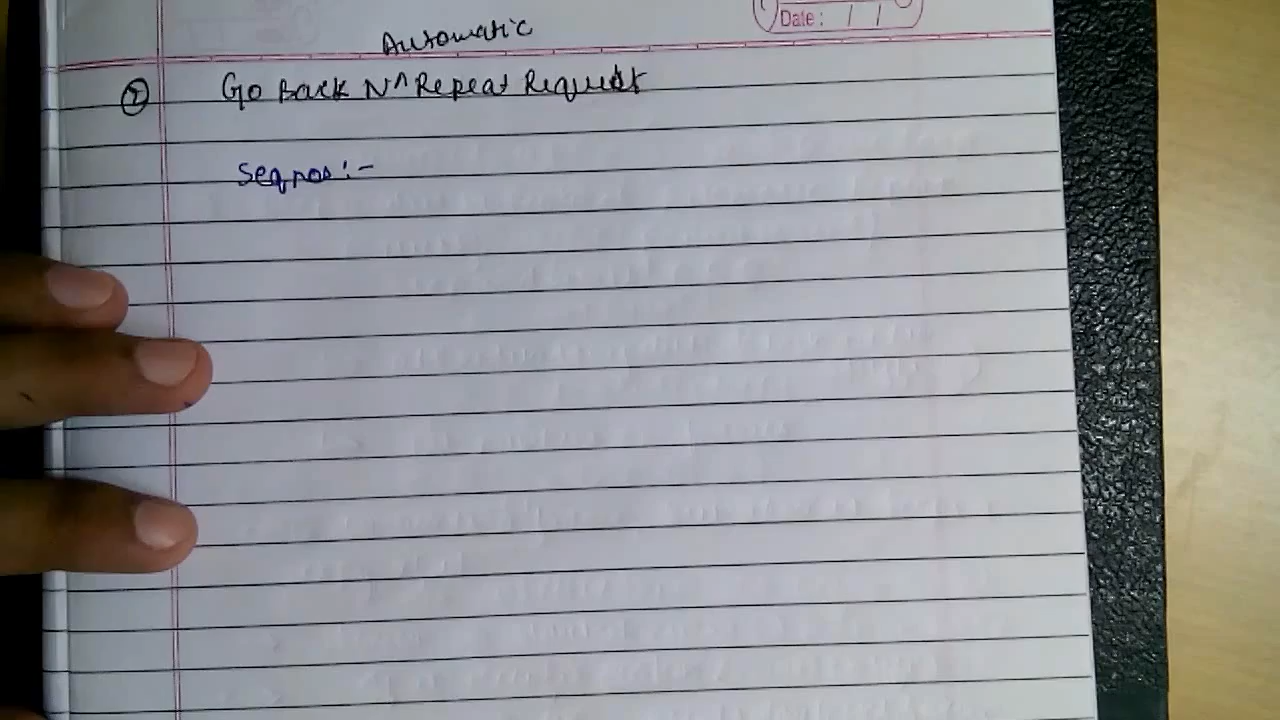 Date : / /
Automatic
② Go Back N^Repeat Request
Seqnos :-